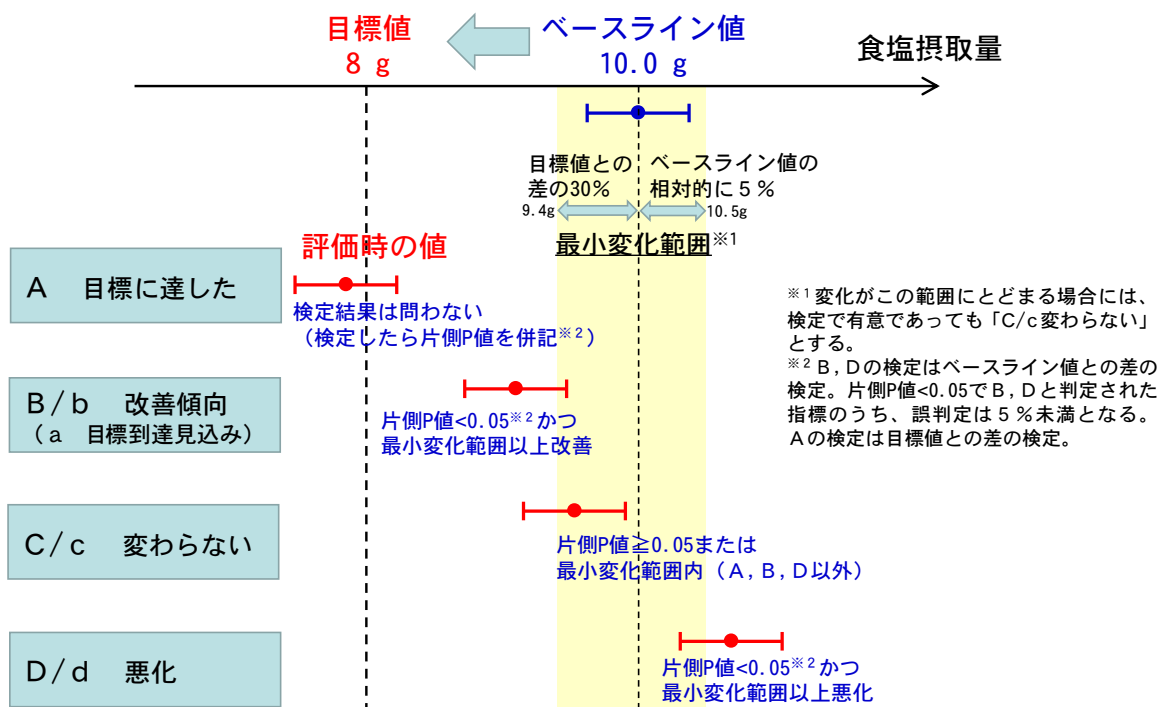 目標値
8 g
ベースライン値
10.0 g
食塩摂取量
目標値との
差の30%
ベースライン値の
相対的に5%
9.4g
10.5g
最小変化範囲※1
評価時の値
A 目標に達した
検定結果は問わない
(検定したら片側P値を併記※2)
B/b 改善傾向
(a 目標到達見込み)
片側P値<0.05※2かつ
最小変化範囲以上改善
C/c 変わらない
片側P値≧0.05または
最小変化範囲内(A,B,D以外)
D/d 悪化
片側P値<0.05※2かつ
最小変化範囲以上悪化
※1変化がこの範囲にとどまる場合には、
検定で有意であっても「C/c変わらない」
とする。
※2B,Dの検定はベースライン値との差の
検定。片側P値<0.05でB,Dと判定された
指標のうち、誤判定は5%未満となる。
Aの検定は目標値との差の検定。